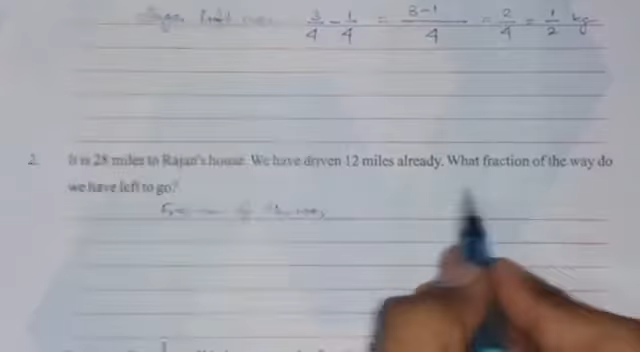 3/4 - 1/4 = 3-1/4 = 2/4 = 1/2 kg
2. It is 28 miles to Rajan's house. We have driven 12 miles already. What fraction of the way do
we have left to go?